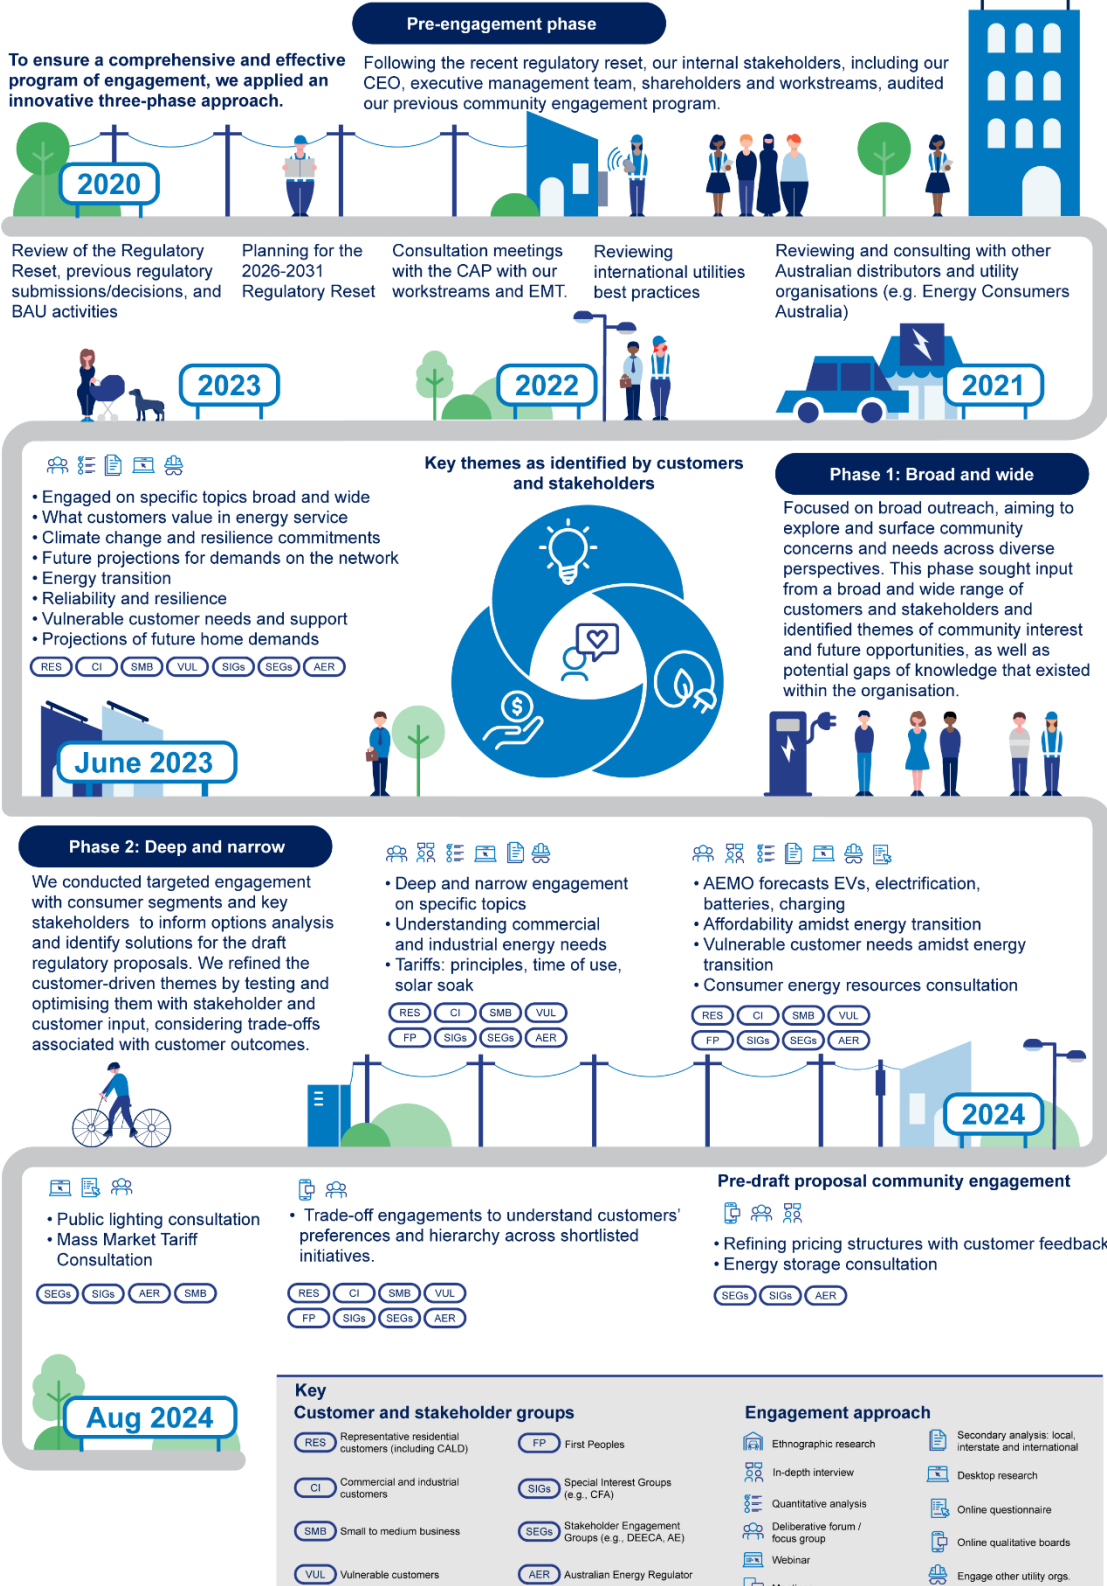 Pre-engagement phase
To ensure a comprehensive and effective
program of engagement, we applied an
innovative three-phase approach.
Following the recent regulatory reset, our internal stakeholders, including our
CEO, executive management team, shareholders and workstreams, audited
our previous community engagement program.
2020
Review of the Regulatory
Reset, previous regulatory
submissions/decisions, and
BAU activities
Planning for the
2026-2031
Regulatory Reset
Consultation meetings
with the CAP with our
workstreams and EMT.
Reviewing
international utilities
best practices
Reviewing and consulting with other
Australian distributors and utility
organisations (e.g. Energy Consumers
Australia)
2023
2022
2021
• Engaged on specific topics broad and wide
• What customers value in energy service
• Climate change and resilience commitments
• Future projections for demands on the network
• Energy transition
• Reliability and resilience
• Vulnerable customer needs and support
• Projections of future home demands
RES CI SMB VUL SIGs SEGs AER
Key themes as identified by customers
and stakeholders
$
Phase 1: Broad and wide
Focused on broad outreach, aiming to
explore and surface community
concerns and needs across diverse
perspectives. This phase sought input
from a broad and wide range of
customers and stakeholders and
identified themes of community interest
and future opportunities, as well as
potential gaps of knowledge that existed
within the organisation.
June 2023
Phase 2: Deep and narrow
We conducted targeted engagement
with consumer segments and key
stakeholders to inform options analysis
and identify solutions for the draft
regulatory proposals. We refined the
customer-driven themes by testing and
optimising them with stakeholder and
customer input, considering trade-offs
associated with customer outcomes.
• Deep and narrow engagement
on specific topics
• Understanding commercial
and industrial energy needs
• Tariffs: principles, time of use,
solar soak
RES CI SMB VUL
FP SIGs SEGs AER
• AEMO forecasts EVs, electrification,
batteries, charging
• Affordability amidst energy transition
• Vulnerable customer needs amidst energy
transition
• Consumer energy resources consultation
RES CI SMB VUL
FP SIGs SEGs AER
2024
• Public lighting consultation
• Mass Market Tariff
Consultation
SEGs SIGs AER SMB
• Trade-off engagements to understand customers'
preferences and hierarchy across shortlisted
initiatives.
RES CI SMB VUL
FP SIGs SEGs AER
Pre-draft proposal community engagement
• Refining pricing structures with customer feedback
• Energy storage consultation
SEGs SIGs AER
Aug 2024
Key
Customer and stakeholder groups
RES Representative residential
customers (including CALD)
CI Commercial and industrial
customers
SMB Small to medium business
VUL Vulnerable customers
FP First Peoples
SIGs Special Interest Groups
(e.g., CFA)
SEGs Stakeholder Engagement
Groups (e.g., DEECA, AE)
AER Australian Energy Regulator
Engagement approach
Ethnographic research
In-depth interview
Quantitative analysis
Deliberative forum /
focus group
Webinar
Secondary analysis: local,
interstate and international
Desktop research
Online questionnaire
Online qualitative boards
Engage other utility orgs.